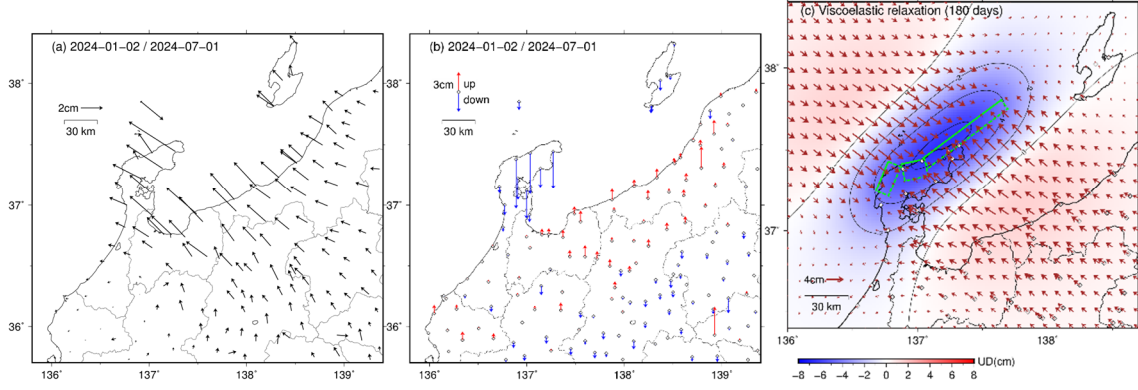 (a) 2024-01-02 / 2024-07-01
2cm
30 km
38˚
37˚
36˚
136˚ 137˚ 138˚ 139˚
(b) 2024-01-02 / 2024-07-01
3cm up
down
30 km
38˚
37˚
36˚
136˚ 137˚ 138˚ 139˚
(c) Viscoelastic relaxation (180 days)
38˚
37˚
4cm
30 km
136˚ 137˚ 138˚
UD(cm)
-8 -6 -4 -2 0 2 4 6 8